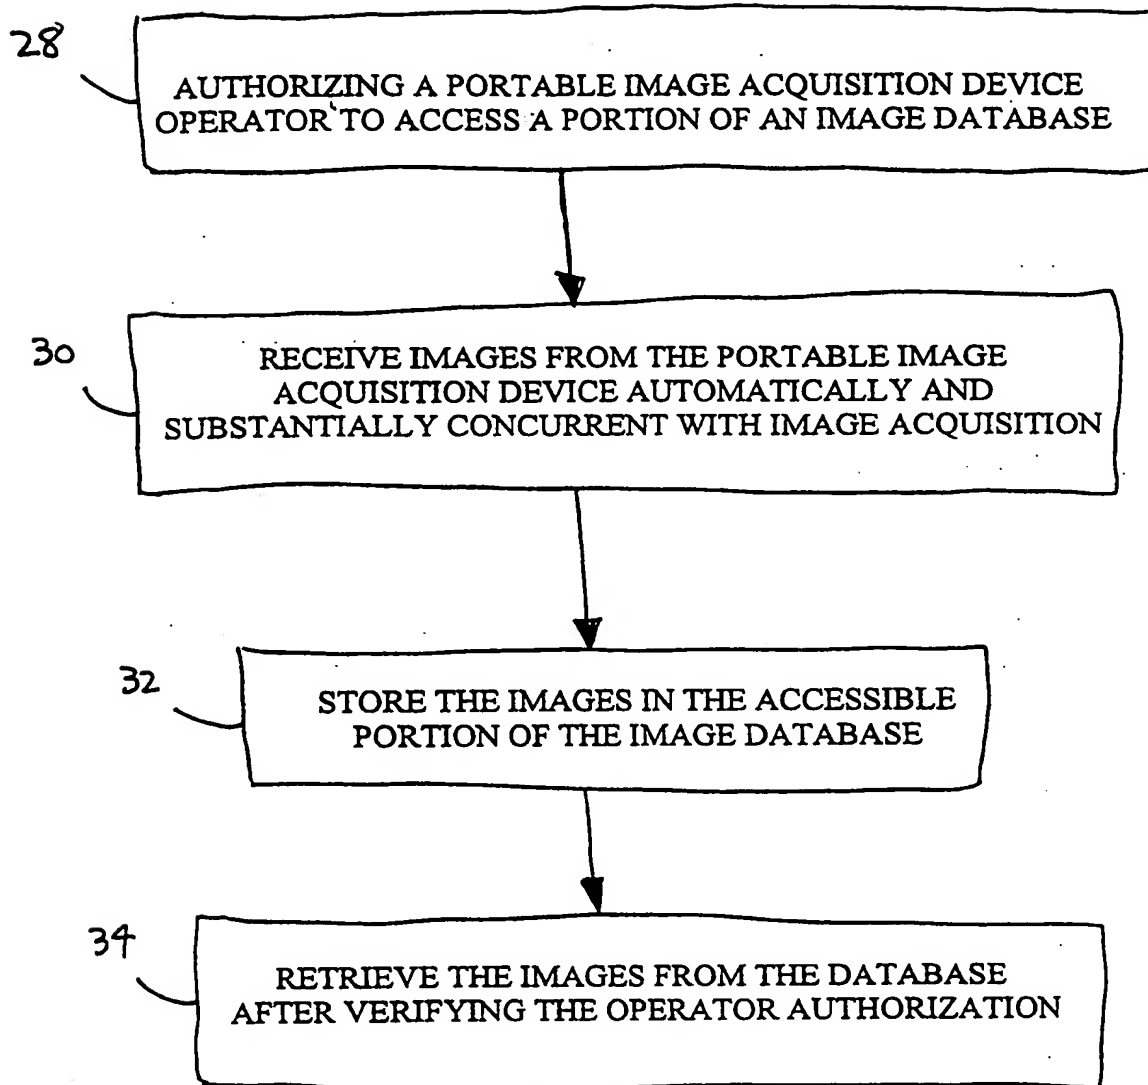 28
AUTHORIZING A PORTABLE IMAGE ACQUISITION DEVICE
OPERATOR TO ACCESS A PORTION OF AN IMAGE DATABASE
30
RECEIVE IMAGES FROM THE PORTABLE IMAGE
ACQUISITION DEVICE AUTOMATICALLY AND
SUBSTANTIALLY CONCURRENT WITH IMAGE ACQUISITION
32
STORE THE IMAGES IN THE ACCESSIBLE
PORTION OF THE IMAGE DATABASE
34
RETRIEVE THE IMAGES FROM THE DATABASE
AFTER VERIFYING THE OPERATOR AUTHORIZATION